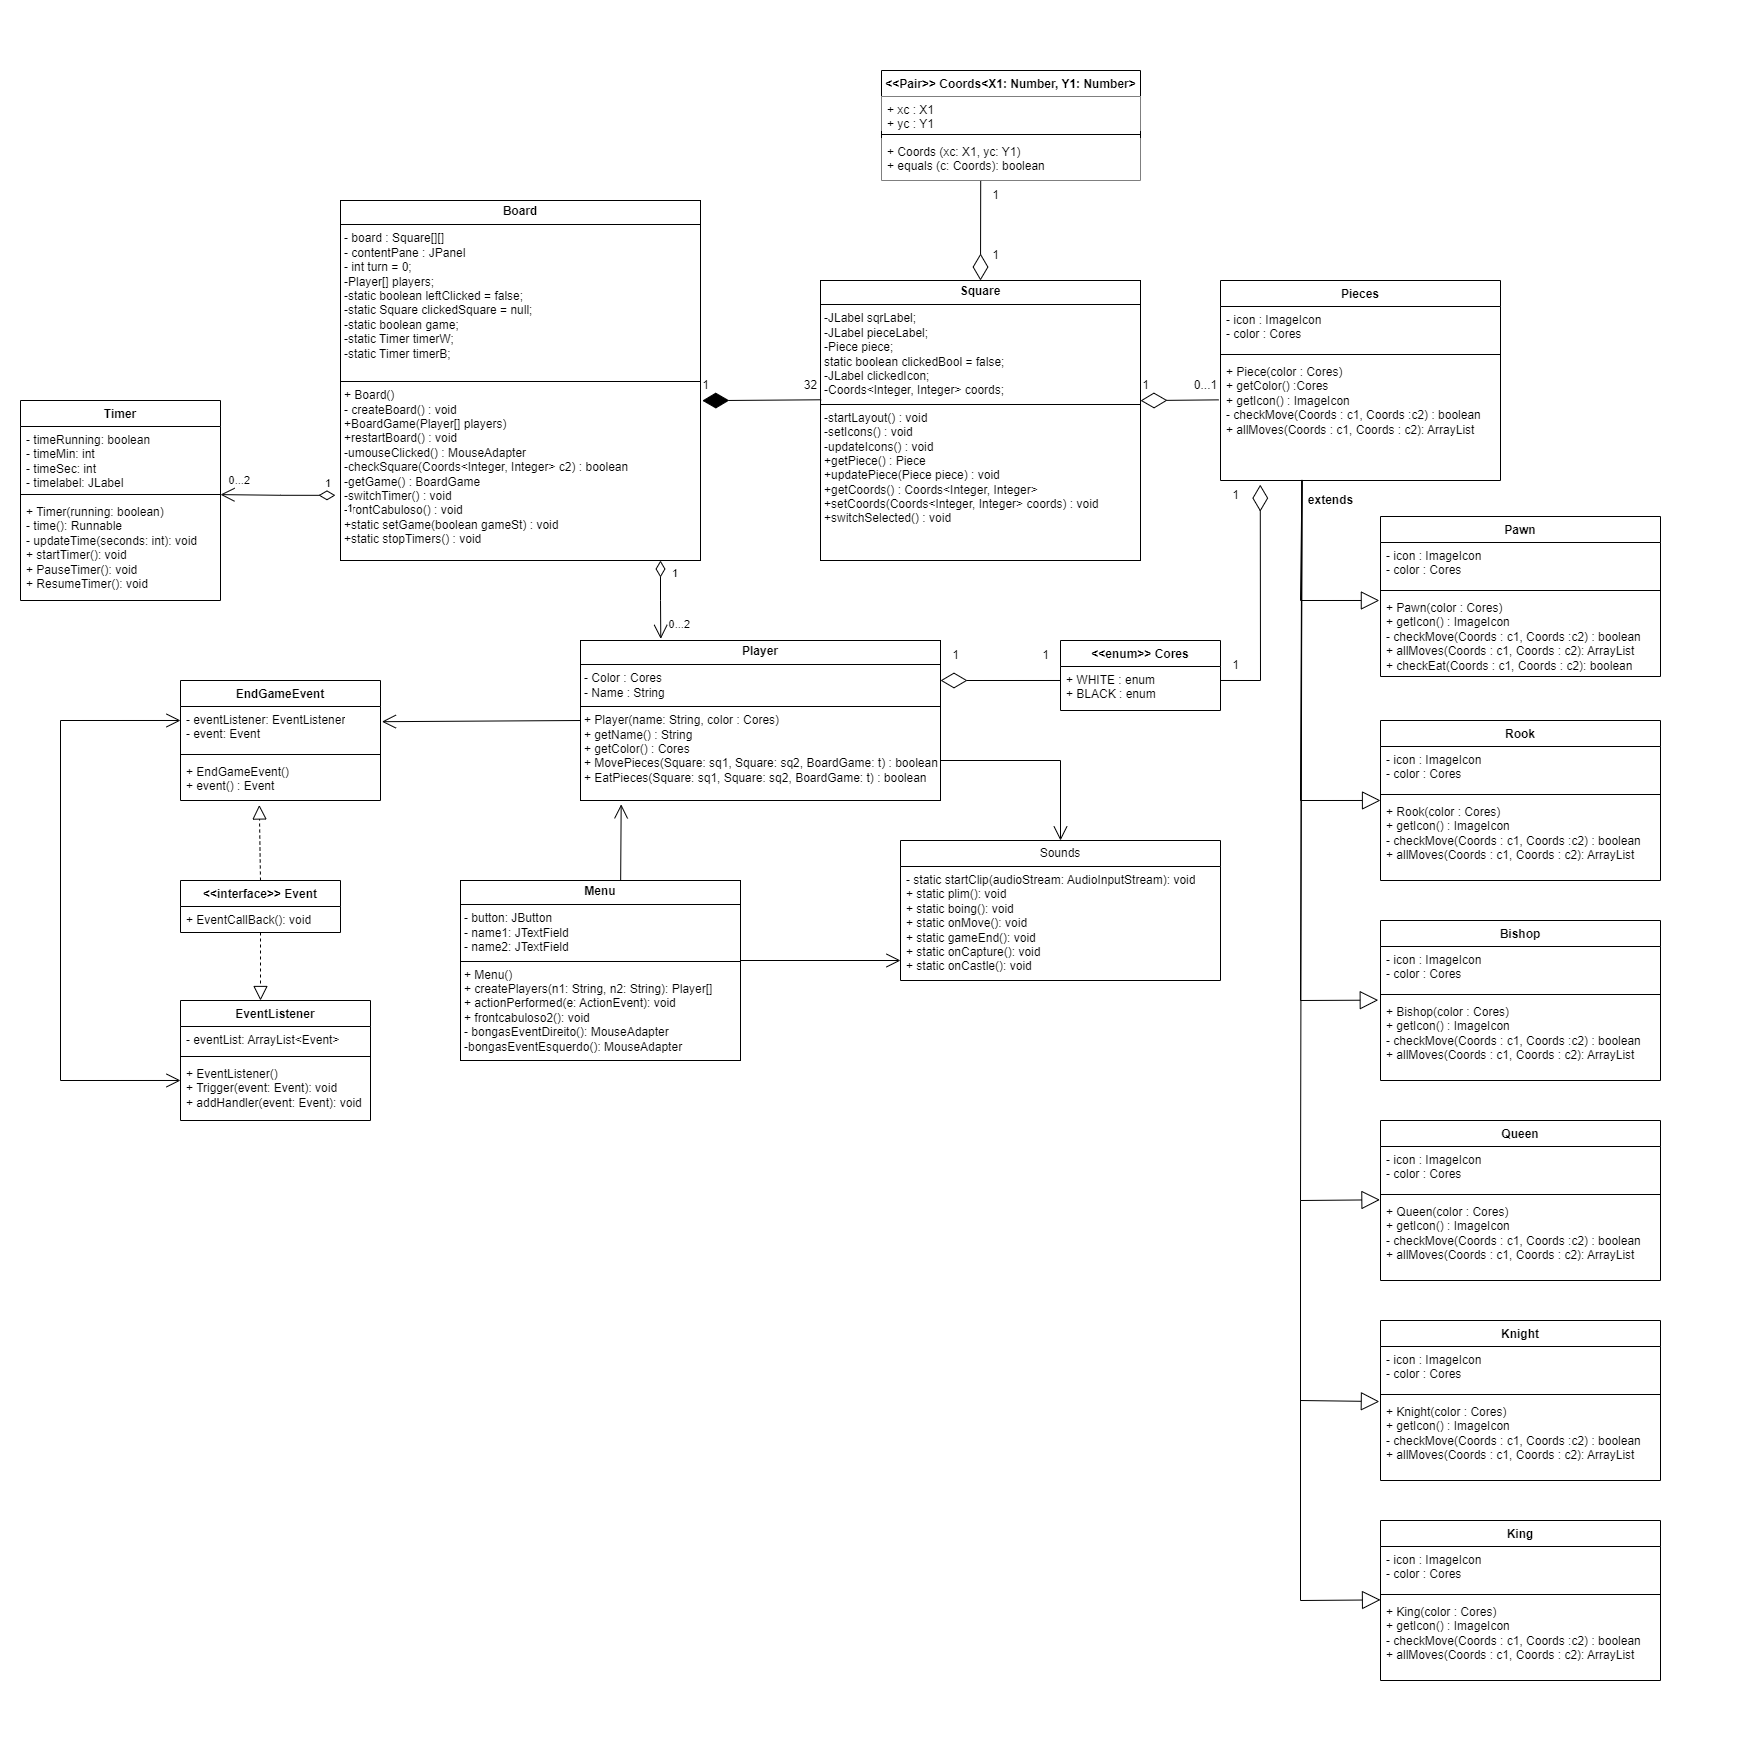 <<Pair>> Coords<X1: Number, Y1: Number>
+ xc : X1
+ yc : Y1
+ Coords (xc: X1, yc: Y1)
+ equals (c: Coords): boolean
1
1
Board
- board : Square[][]
- contentPane : JPanel
- int turn = 0;
-Player[] players;
-static boolean leftClicked = false;
-static Square clickedSquare = null;
-static boolean game;
-static Timer timerW;
-static Timer timerB;
+ Board()
- createBoard() : void
+BoardGame(Player[] players)
+restartBoard() : void
-umouseClicked() : MouseAdapter
-checkSquare(Coords<Integer, Integer> c2) : boolean
-getGame() : BoardGame
-switchTimer() : void
-1rontCabuloso() : void
+static setGame(boolean gameSt) : void
+static stopTimers() : void
1
32
Square
-JLabel sqrLabel;
-JLabel pieceLabel;
-Piece piece;
static boolean clickedBool = false;
-JLabel clickedIcon;
-Coords<Integer, Integer> coords;
-startLayout() : void
-setIcons() : void
-updateIcons() : void
+getPiece() : Piece
+updatePiece(Piece piece) : void
+getCoords() : Coords<Integer, Integer>
+setCoords(Coords<Integer, Integer> coords) : void
+switchSelected() : void
1
0...1
Pieces
- icon : ImageIcon
- color : Cores
+ Piece(color : Cores)
+ getColor() :Cores
+ getIcon() : ImageIcon
- checkMove(Coords : c1, Coords :c2) : boolean
+ allMoves(Coords : c1, Coords : c2): ArrayList
1
extends
Timer
- timeRunning: boolean
- timeMin: int
- timeSec: int
- timelabel: JLabel
+ Timer(running: boolean)
- time(): Runnable
- updateTime(seconds: int): void
+ startTimer(): void
+ PauseTimer(): void
+ ResumeTimer(): void
0...2
1
1
0...2
Player
- Color : Cores
- Name : String
+ Player(name: String, color : Cores)
+ getName() : String
+ getColor() : Cores
+ MovePieces(Square: sq1, Square: sq2, BoardGame: t) : boolean
+ EatPieces(Square: sq1, Square: sq2, BoardGame: t) : boolean
1
1
<<enum>> Cores
+ WHITE : enum
+ BLACK : enum
1
EndGameEvent
- eventListener: EventListener
- event: Event
+ EndGameEvent()
+ event() : Event
<<interface>> Event
+ EventCallBack(): void
EventListener
- eventList: ArrayList<Event>
+ EventListener()
+ Trigger(event: Event): void
+ addHandler(event: Event): void
Menu
- button: JButton
- name1: JTextField
- name2: JTextField
+ Menu()
+ createPlayers(n1: String, n2: String): Player[]
+ actionPerformed(e: ActionEvent): void
+ frontcabuloso2(): void
- bongasEventDireito(): MouseAdapter
-bongasEventEsquerdo(): MouseAdapter
Sounds
- static startClip(audioStream: AudioInputStream): void
+ static plim(): void
+ static boing(): void
+ static onMove(): void
+ static gameEnd(): void
+ static onCapture(): void
+ static onCastle(): void
Pawn
- icon : ImageIcon
- color : Cores
+ Pawn(color : Cores)
+ getIcon() : ImageIcon
- checkMove(Coords : c1, Coords :c2) : boolean
+ allMoves(Coords : c1, Coords : c2): ArrayList
+ checkEat(Coords : c1, Coords : c2): boolean
Rook
- icon : ImageIcon
- color : Cores
+ Rook(color : Cores)
+ getIcon() : ImageIcon
- checkMove(Coords : c1, Coords :c2) : boolean
+ allMoves(Coords : c1, Coords : c2): ArrayList
Bishop
- icon : ImageIcon
- color : Cores
+ Bishop(color : Cores)
+ getIcon() : ImageIcon
- checkMove(Coords : c1, Coords :c2) : boolean
+ allMoves(Coords : c1, Coords : c2): ArrayList
Queen
- icon : ImageIcon
- color : Cores
+ Queen(color : Cores)
+ getIcon() : ImageIcon
- checkMove(Coords : c1, Coords :c2) : boolean
+ allMoves(Coords : c1, Coords : c2): ArrayList
Knight
- icon : ImageIcon
- color : Cores
+ Knight(color : Cores)
+ getIcon() : ImageIcon
- checkMove(Coords : c1, Coords :c2) : boolean
+ allMoves(Coords : c1, Coords : c2): ArrayList
King
- icon : ImageIcon
- color : Cores
+ King(color : Cores)
+ getIcon() : ImageIcon
- checkMove(Coords : c1, Coords :c2) : boolean
+ allMoves(Coords : c1, Coords : c2): ArrayList